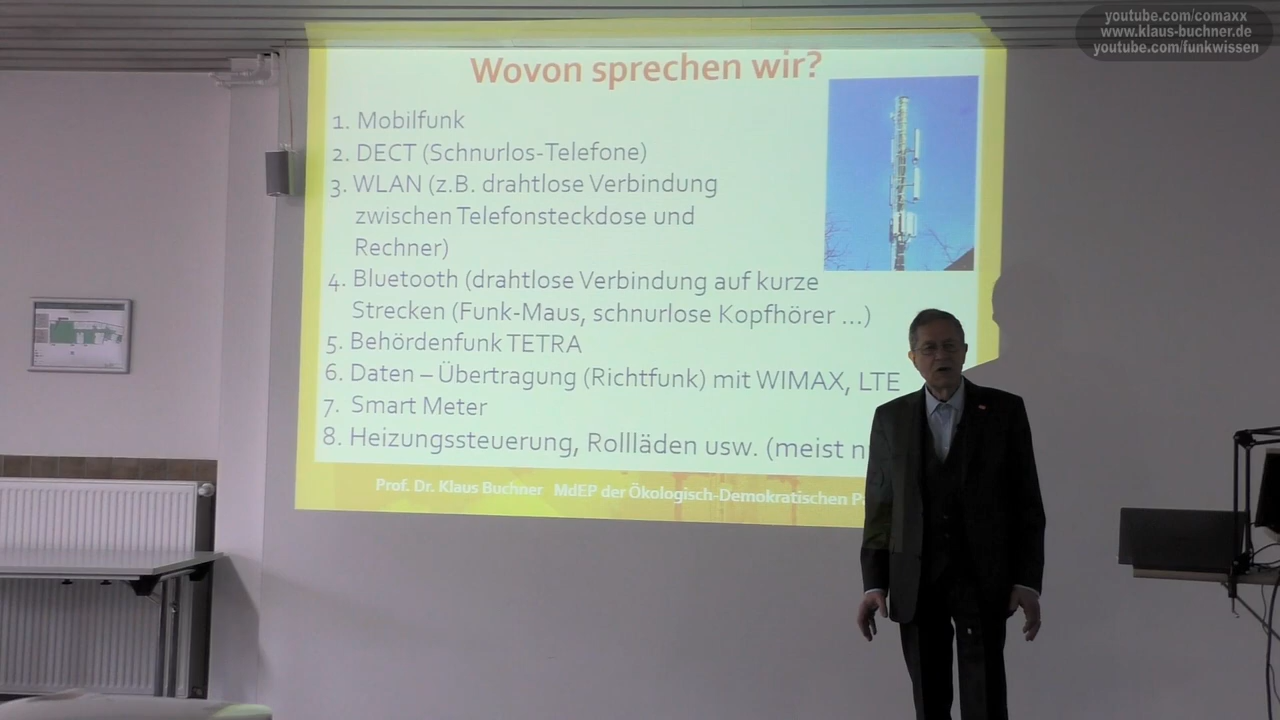 youtube.com/comaxx
www.klaus-buchner.de
youtube.com/funkwissen
Wovon sprechen wir?
1. Mobilfunk
2. DECT (Schnurlos-Telefone)
3. WLAN (z.B. drahtlose Verbindung
zwischen Telefonsteckdose und
Rechner)
4. Bluetooth (drahtlose Verbindung auf kurze
Strecken (Funk-Maus, schnurlose Kopfhörer ...)
5. Behördenfunk TETRA
6. Daten – Übertragung (Richtfunk) mit WIMAX, LTE
7. Smart Meter
8. Heizungssteuerung, Rollläden usw. (meist
Prof. Dr. Klaus Buchner MdEP der Ökologisch-Demokratischen